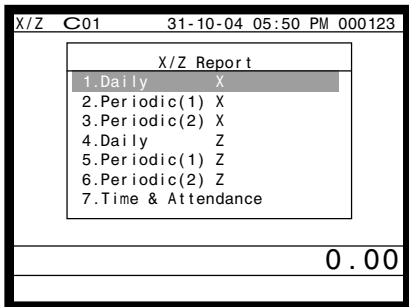 X/Z C01 31-10-04 05:50 PM 000123
X/Z Report
1.Daily X
2.Periodic(1) X
3.Periodic(2) X
4.Daily Z
5.Periodic(1) Z
6.Periodic(2) Z
7.Time & Attendance
0.00